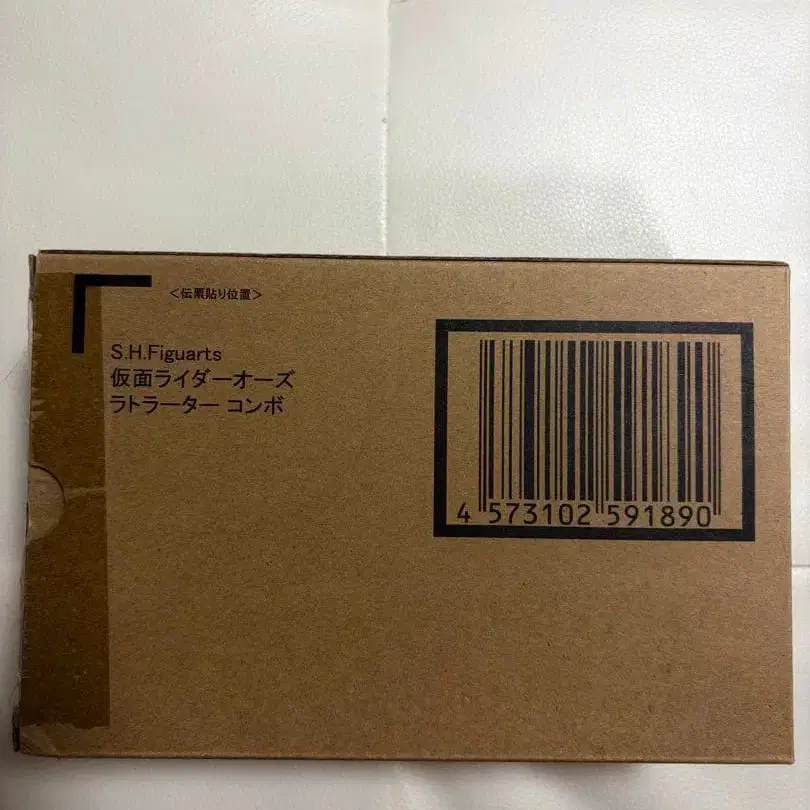 ＜伝票貼り位置＞
S.H.Figuarts
仮面ライダーオーズ
ラトラーター コンボ
4 573102 591890